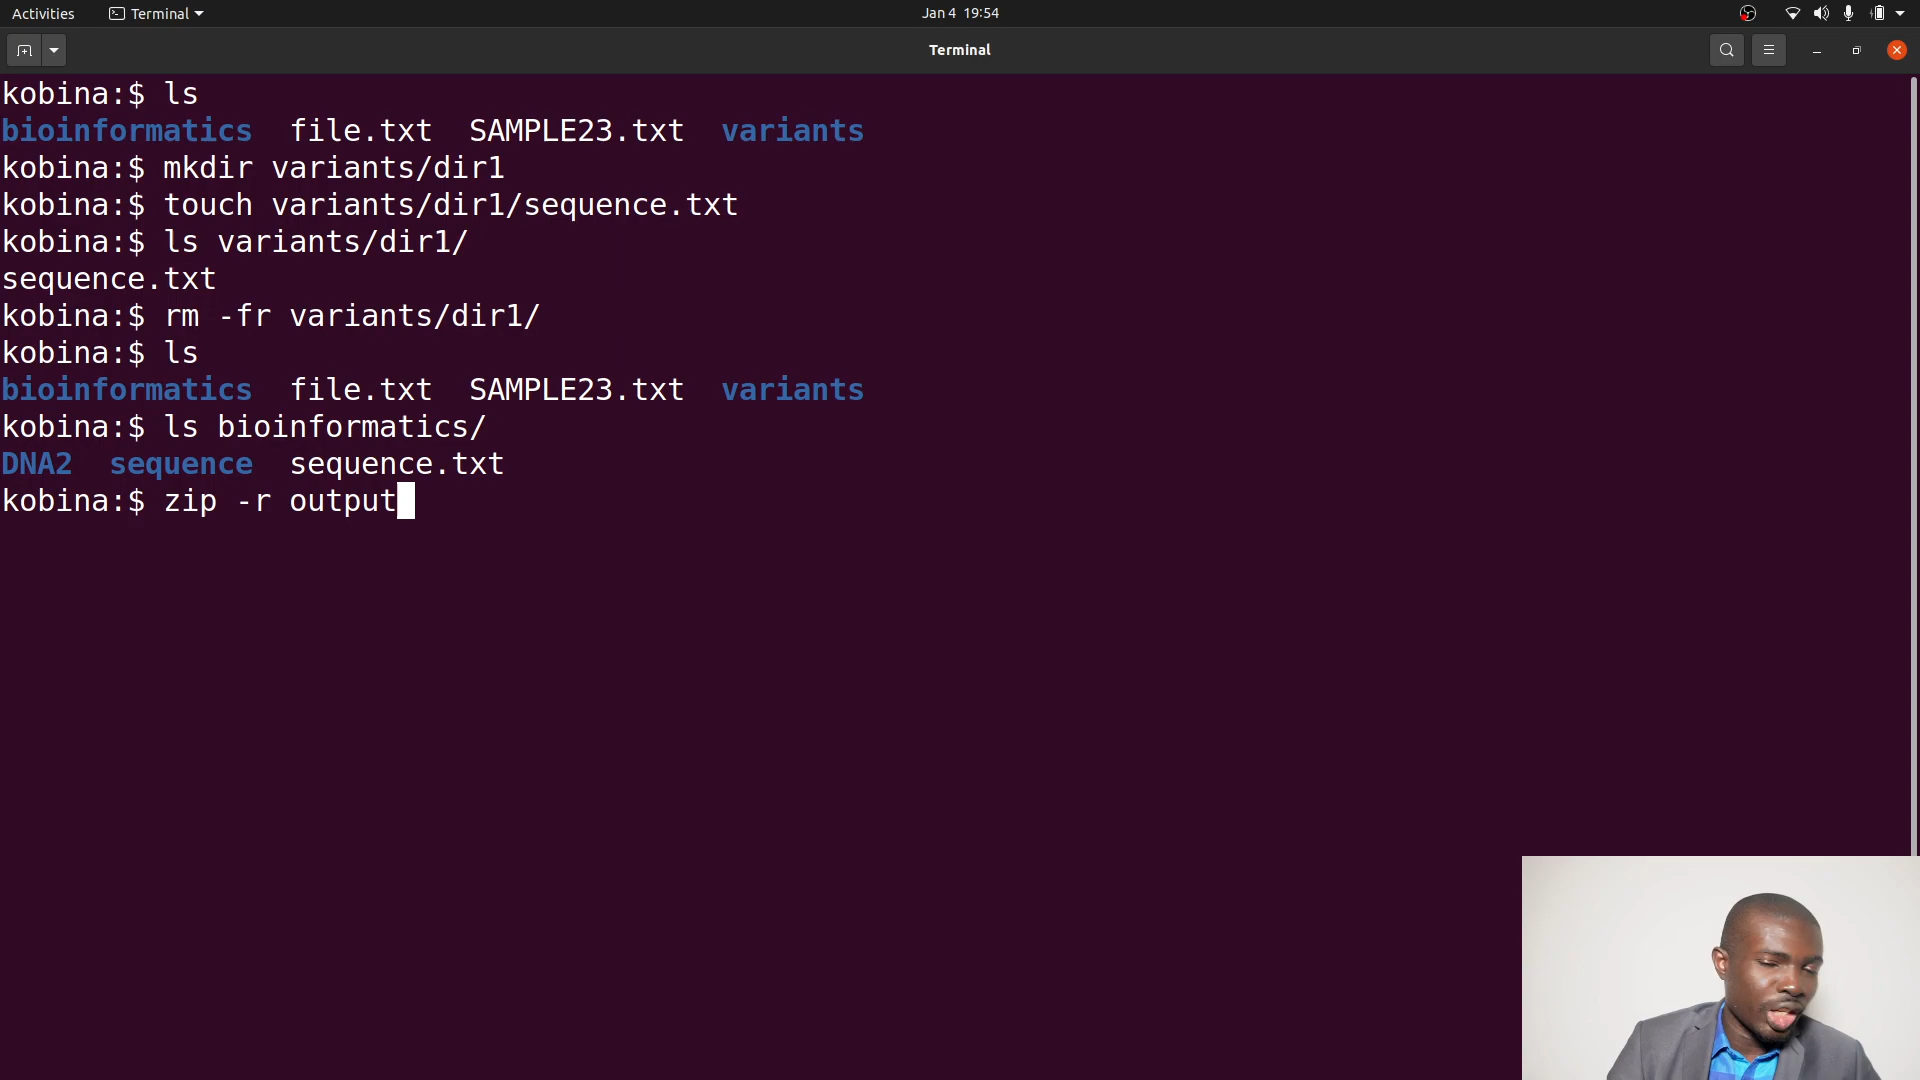 Activities Terminal Jan 4 19:54
Terminal
kobina:$ ls
bioinformatics file.txt SAMPLE23.txt variants
kobina:$ mkdir variants/dir1
kobina:$ touch variants/dir1/sequence.txt
kobina:$ ls variants/dir1/
sequence.txt
kobina:$ rm -fr variants/dir1/
kobina:$ ls
bioinformatics file.txt SAMPLE23.txt variants
kobina:$ ls bioinformatics/
DNA2 sequence sequence.txt
kobina:$ zip -r output